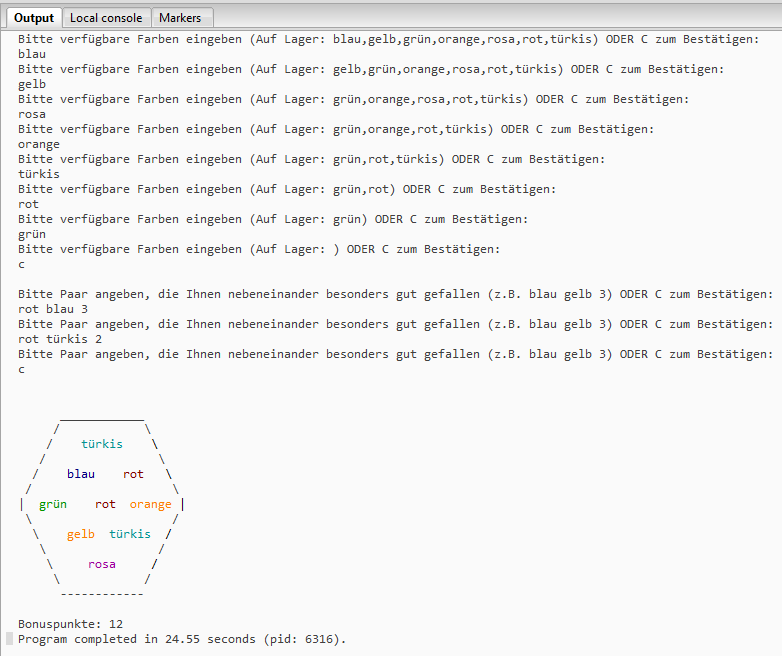 Output Local console Markers
Bitte verfügbare Farben eingeben (Auf Lager: blau,gelb,grün,orange,rosa,rot,türkis) ODER C zum Bestätigen:
blau
Bitte verfügbare Farben eingeben (Auf Lager: gelb,grün,orange,rosa,rot,türkis) ODER C zum Bestätigen:
gelb
Bitte verfügbare Farben eingeben (Auf Lager: grün,orange,rosa,rot,türkis) ODER C zum Bestätigen:
rosa
Bitte verfügbare Farben eingeben (Auf Lager: grün,orange,rot,türkis) ODER C zum Bestätigen:
orange
Bitte verfügbare Farben eingeben (Auf Lager: grün,rot,türkis) ODER C zum Bestätigen:
türkis
Bitte verfügbare Farben eingeben (Auf Lager: grün,rot) ODER C zum Bestätigen:
rot
Bitte verfügbare Farben eingeben (Auf Lager: grün) ODER C zum Bestätigen:
grün
Bitte verfügbare Farben eingeben (Auf Lager: ) ODER C zum Bestätigen:
c
Bitte Paar angeben, die Ihnen nebeneinander besonders gut gefallen (z.B. blau gelb 3) ODER C zum Bestätigen:
rot blau 3
Bitte Paar angeben, die Ihnen nebeneinander besonders gut gefallen (z.B. blau gelb 3) ODER C zum Bestätigen:
rot türkis 2
Bitte Paar angeben, die Ihnen nebeneinander besonders gut gefallen (z.B. blau gelb 3) ODER C zum Bestätigen:
c
____________
/            \
/    türkis    \
/                \
/    blau    rot   \
/                    \
|  grün    rot  orange |
\                    /
\    gelb  türkis  /
\                /
\     rosa     /
\            /
------------
Bonuspunkte: 12
Program completed in 24.55 seconds (pid: 6316).